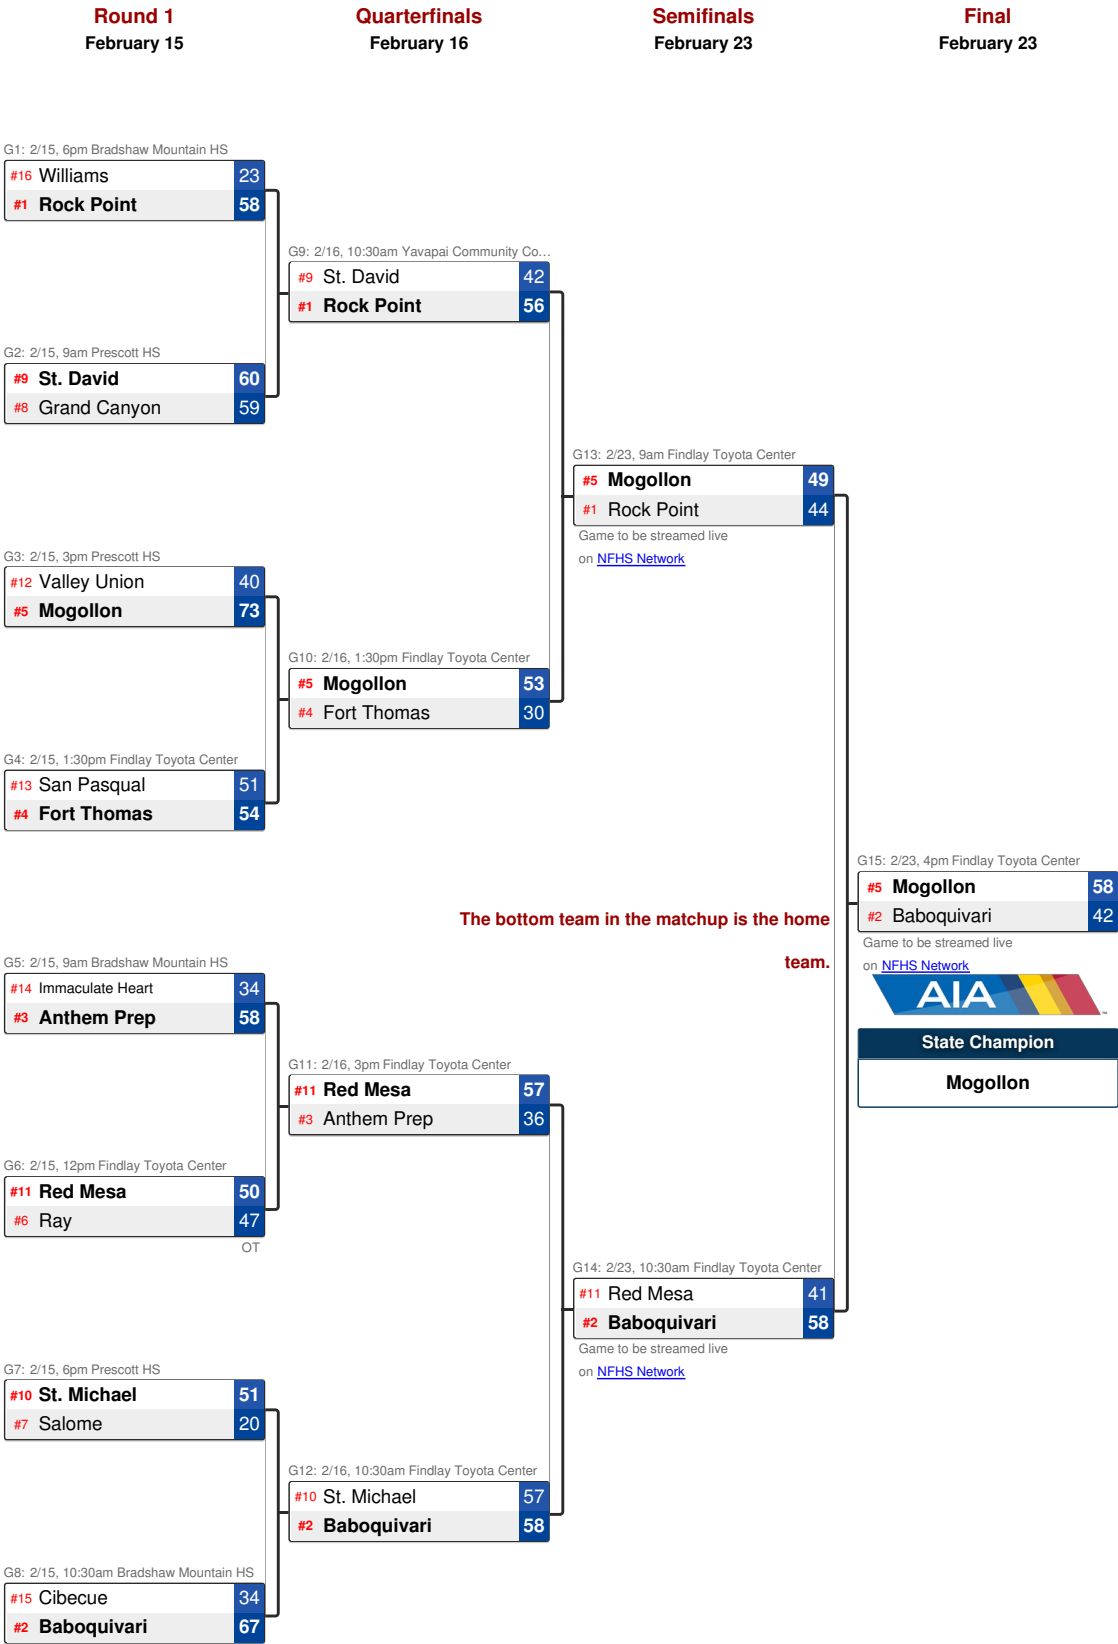 Round 1
February 15
Quarterfinals
February 16
Semifinals
February 23
Final
February 23
G1: 2/15, 6pm Bradshaw Mountain HS
#16 Williams 23
#1 Rock Point 58
G2: 2/15, 9am Prescott HS
#9 St. David 60
#8 Grand Canyon 59
G3: 2/15, 3pm Prescott HS
#12 Valley Union 40
#5 Mogollon 73
G4: 2/15, 1:30pm Findlay Toyota Center
#13 San Pasqual 51
#4 Fort Thomas 54
G5: 2/15, 9am Bradshaw Mountain HS
#14 Immaculate Heart 34
#3 Anthem Prep 58
G6: 2/15, 12pm Findlay Toyota Center
#11 Red Mesa 50
#6 Ray 47
OT
G7: 2/15, 6pm Prescott HS
#10 St. Michael 51
#7 Salome 20
G8: 2/15, 10:30am Bradshaw Mountain HS
#15 Cibecue 34
#2 Baboquivari 67
G9: 2/16, 10:30am Yavapai Community Co...
#9 St. David 42
#1 Rock Point 56
G10: 2/16, 1:30pm Findlay Toyota Center
#5 Mogollon 53
#4 Fort Thomas 30
G11: 2/16, 3pm Findlay Toyota Center
#11 Red Mesa 57
#3 Anthem Prep 36
G12: 2/16, 10:30am Findlay Toyota Center
#10 St. Michael 57
#2 Baboquivari 58
G13: 2/23, 9am Findlay Toyota Center
#5 Mogollon 49
#1 Rock Point 44
Game to be streamed live
on NFHS Network
The bottom team in the matchup is the home
team.
G14: 2/23, 10:30am Findlay Toyota Center
#11 Red Mesa 41
#2 Baboquivari 58
Game to be streamed live
on NFHS Network
G15: 2/23, 4pm Findlay Toyota Center
#5 Mogollon 58
#2 Baboquivari 42
Game to be streamed live
on NFHS Network
AIA
State Champion
Mogollon